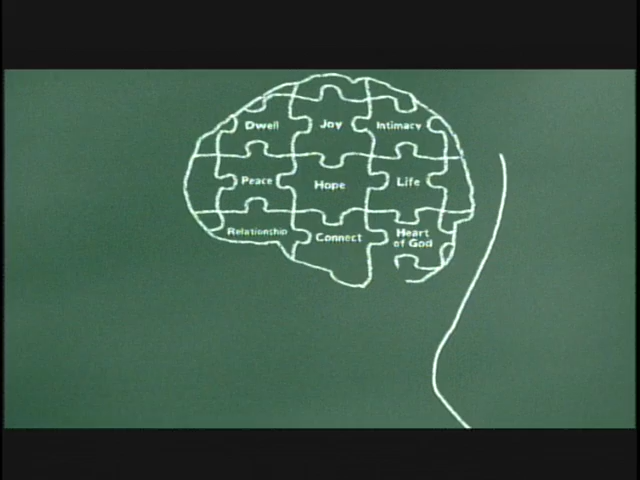 Dwell
Joy
Intimacy
Peace
Hope
Life
Relationship
Connect
Heart
of God